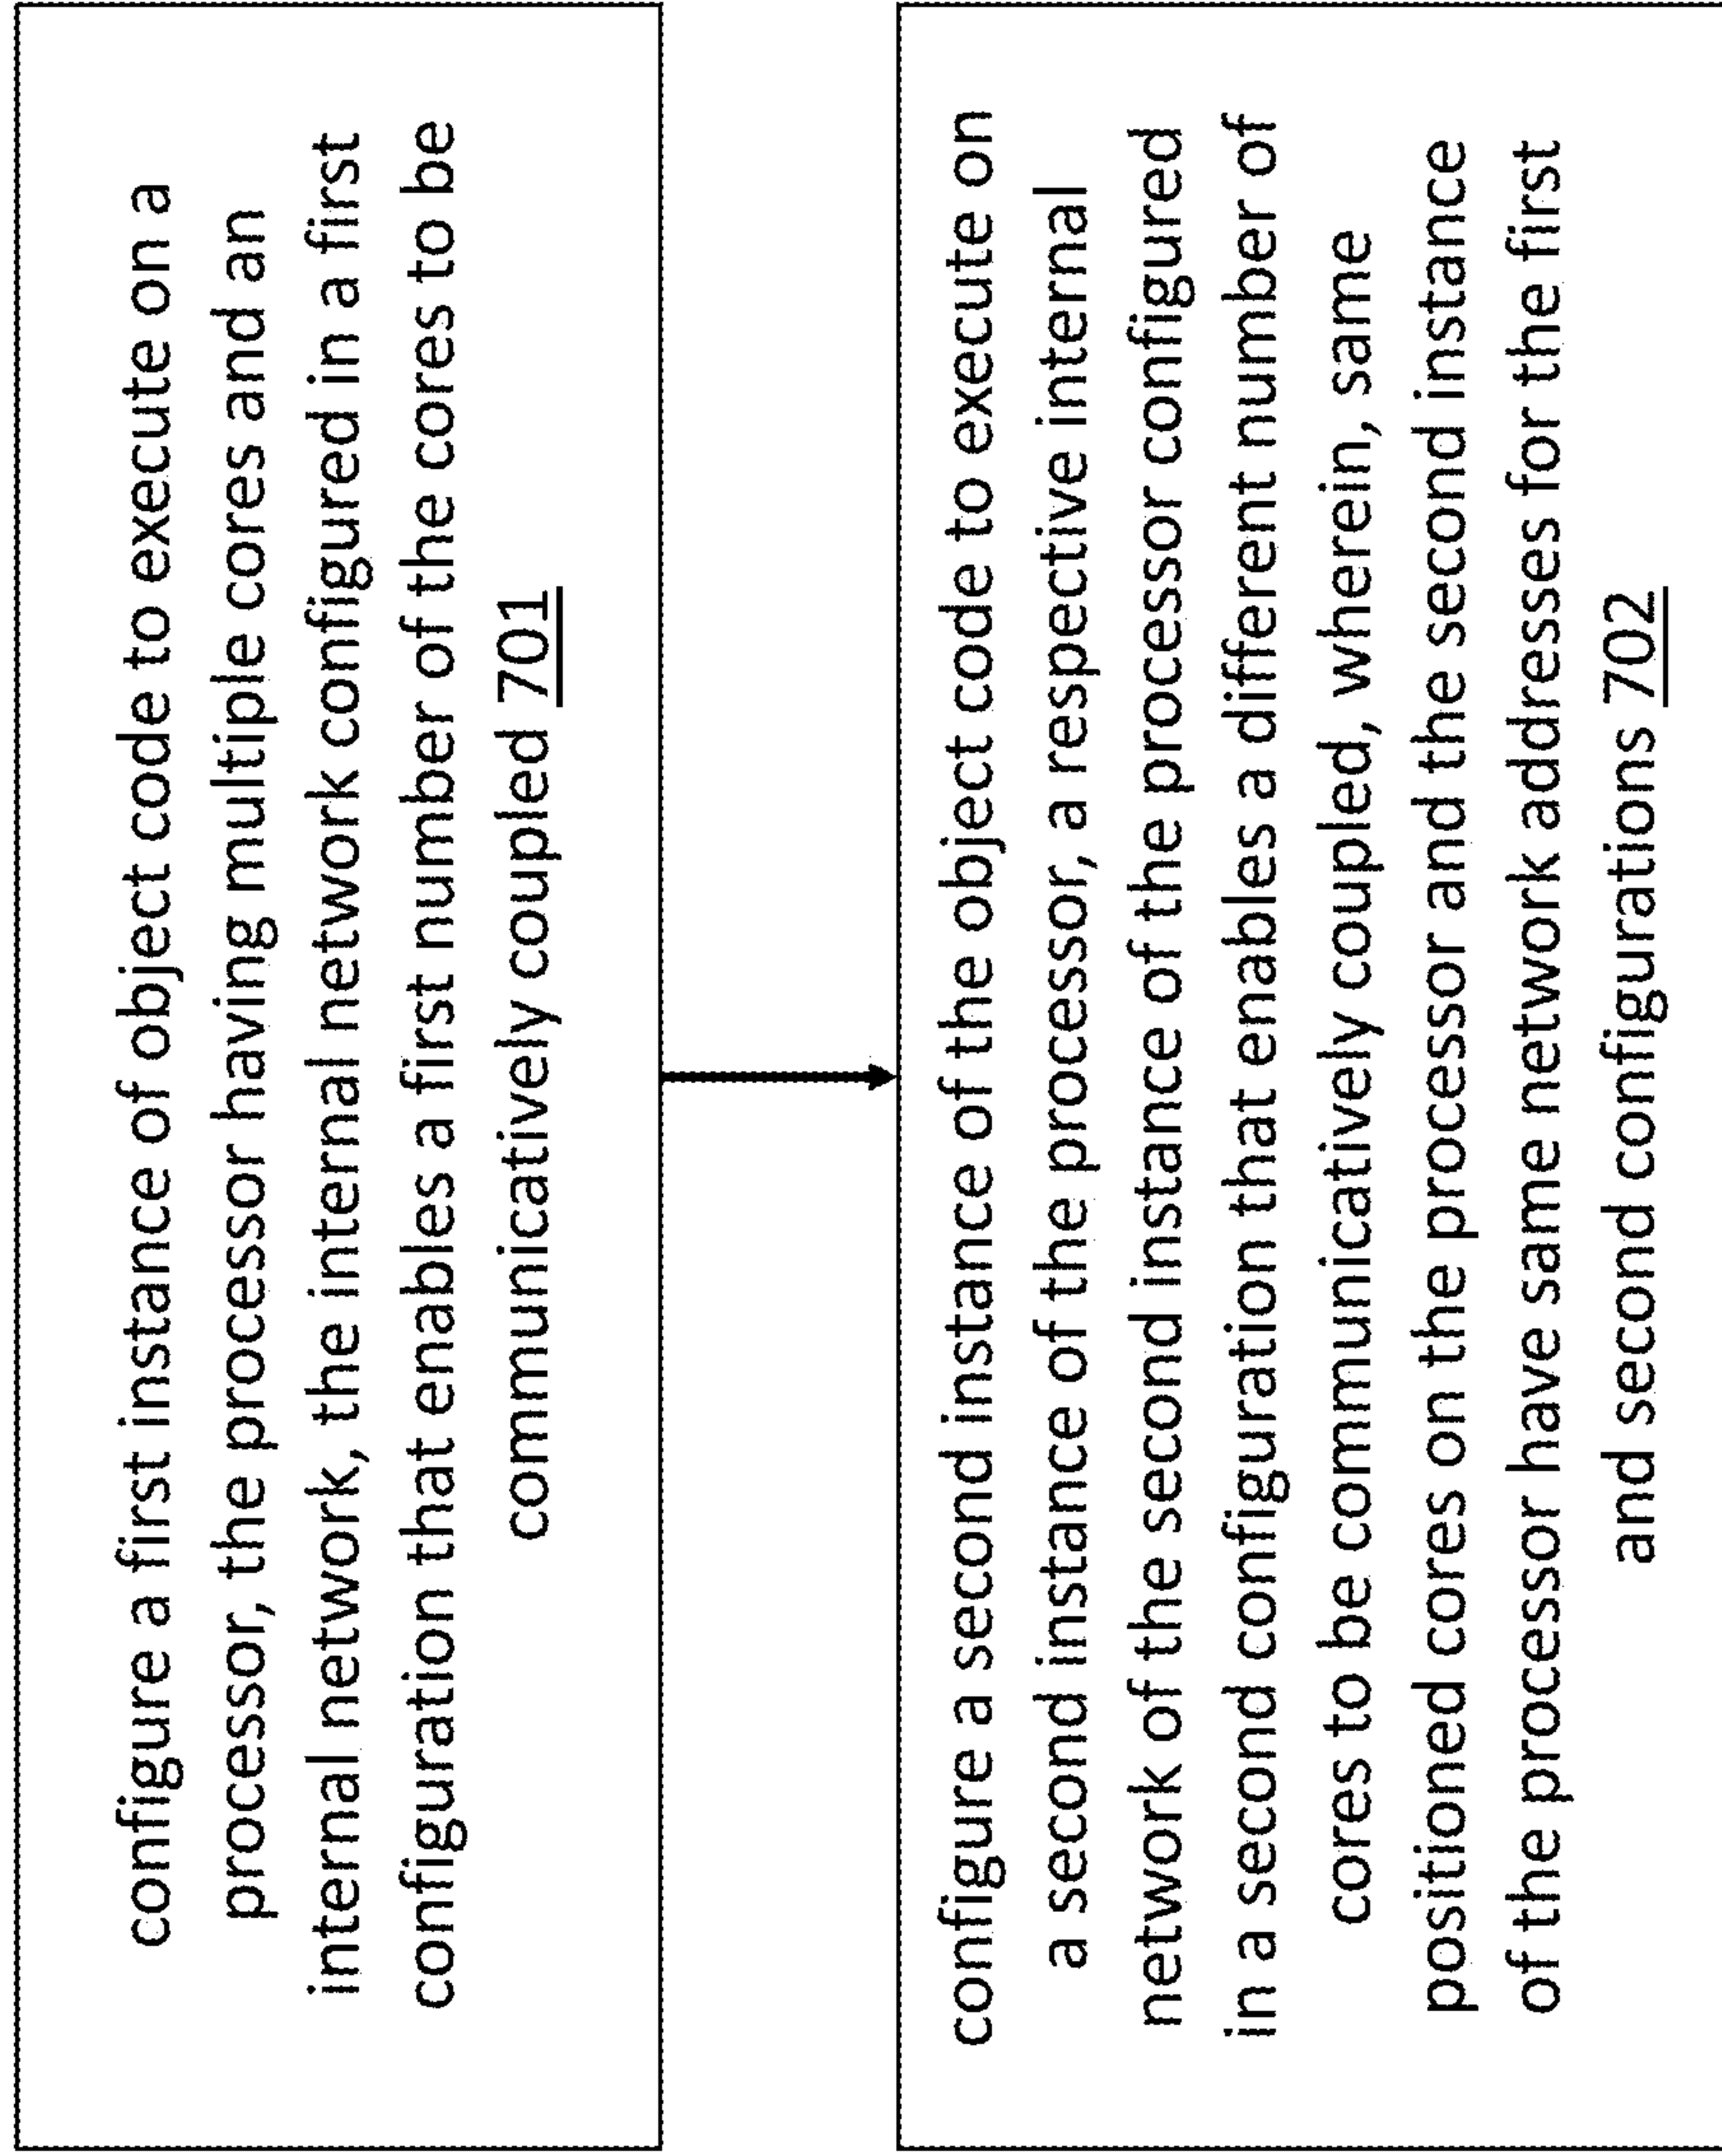 configure a first instance of object code to execute on a
processor, the processor having multiple cores and an
internal network, the internal network configured in a first
configuration that enables a first number of the cores to be
communicatively coupled 701
configure a second instance of the object code to execute on
a second instance of the processor, a respective internal
network of the second instance of the processor configured
in a second configuration that enables a different number of
cores to be communicatively coupled, wherein, same
positioned cores on the processor and the second instance
of the processor have same network addresses for the first
and second configurations 702